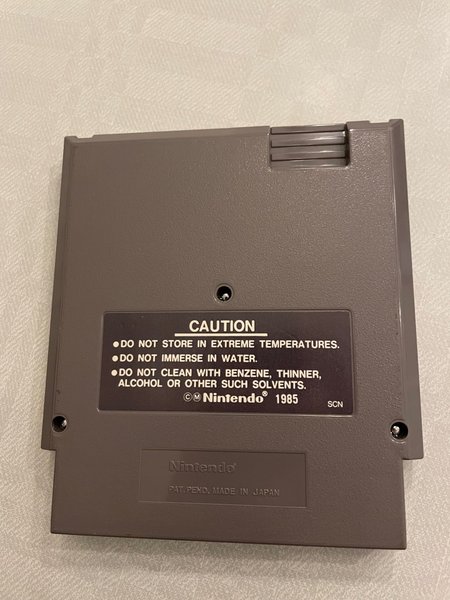 CAUTION
●DO NOT STORE IN EXTREME TEMPERATURES.
●DO NOT IMMERSE IN WATER.
●DO NOT CLEAN WITH BENZENE, THINNER,
ALCOHOL OR OTHER SUCH SOLVENTS.
ⒸⓂNintendo® 1985
SCN
Nintendo®
PAT. PEND. MADE IN JAPAN